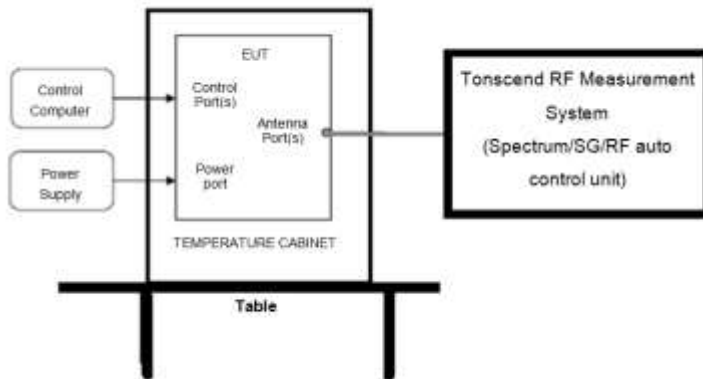 EUT
Control
Computer
Control
Port(s)
Antenna
Port(s)
Power
Supply
Power
port
TEMPERATURE CABINET
Table
Tonscend RF Measurement
System
(Spectrum/SG/RF auto
control unit)